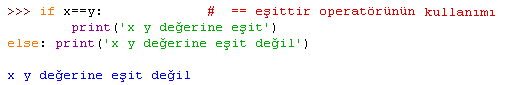 >>> if x==y:              #  == eşittir operatörünün kullanımı
        print('x y değerine eşit')
else: print('x y değerine eşit değil')
x y değerine eşit değil